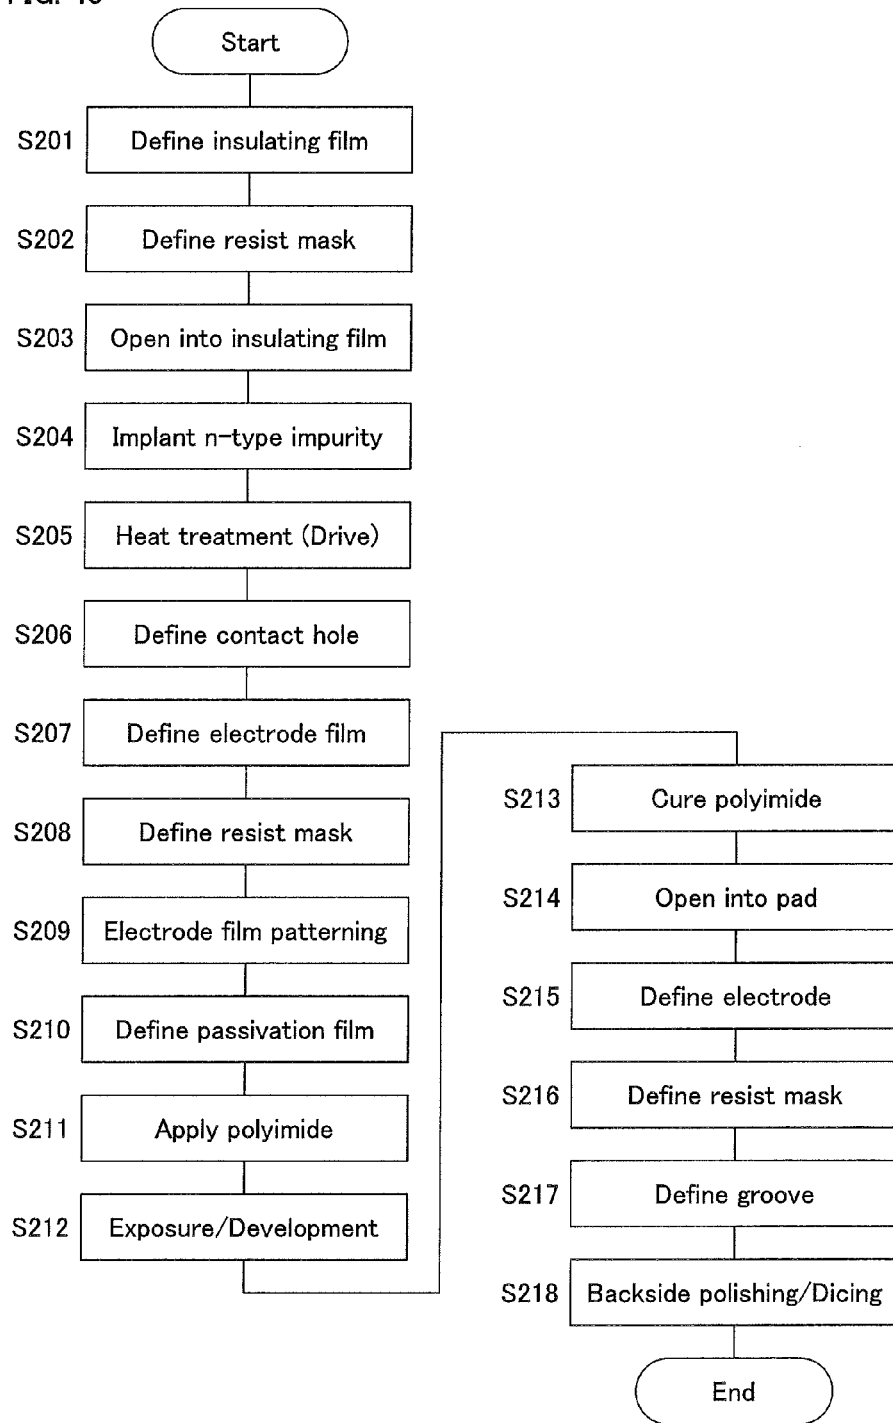 Start
S201 Define insulating film
S202 Define resist mask
S203 Open into insulating film
S204 Implant n-type impurity
S205 Heat treatment (Drive)
S206 Define contact hole
S207 Define electrode film
S208 Define resist mask
S209 Electrode film patterning
S210 Define passivation film
S211 Apply polyimide
S212 Exposure/Development
S213 Cure polyimide
S214 Open into pad
S215 Define electrode
S216 Define resist mask
S217 Define groove
S218 Backside polishing/Dicing
End